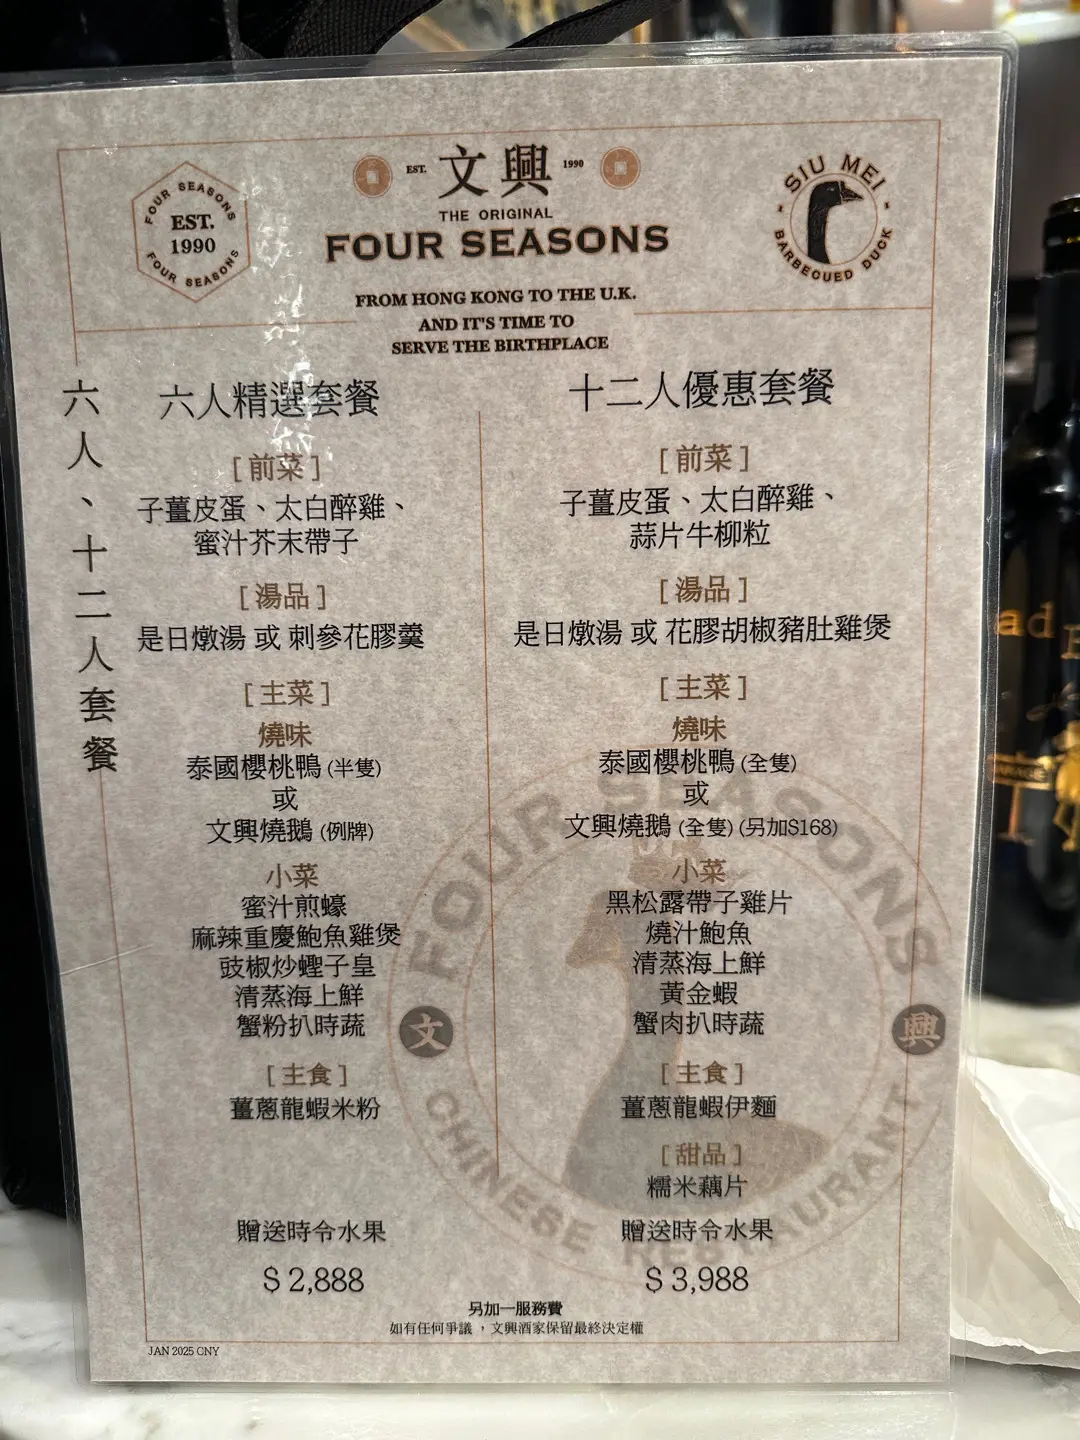 FOUR SEASONS
EST.
1990
FOUR SEASONS
EST. 文興 1990
THE ORIGINAL
FOUR SEASONS
SIU MEI
BARBECUED DUCK
FROM HONG KONG TO THE U.K.
AND IT'S TIME TO
SERVE THE BIRTHPLACE
六人、十二人套餐
六人精選套餐
[前菜]
子薑皮蛋、太白醉雞、
蜜汁芥末帶子
[湯品]
是日燉湯 或 刺參花膠羹
[主菜]
燒味
泰國櫻桃鴨 (半隻)
或
文興燒鵝 (例牌)
小菜
蜜汁煎蠔
麻辣重慶鮑魚雞煲
豉椒炒蟶子皇
清蒸海上鮮
蟹粉扒時蔬
[主食]
薑蔥龍蝦米粉
贈送時令水果
$ 2,888
十二人優惠套餐
[前菜]
子薑皮蛋、太白醉雞、
蒜片牛柳粒
[湯品]
是日燉湯 或 花膠胡椒豬肚雞煲
[主菜]
燒味
泰國櫻桃鴨 (全隻)
或
文興燒鵝 (全隻) (另加$168)
小菜
黑松露帶子雞片
燒汁鮑魚
清蒸海上鮮
黃金蝦
蟹肉扒時蔬
[主食]
薑蔥龍蝦伊麵
[甜品]
糯米藕片
贈送時令水果
$ 3,988
FOUR SEASONS
文 興
CHINESE RESTAURANT
另加一服務費
如有任何爭議，文興酒家保留最終決定權
JAN 2025 CNY